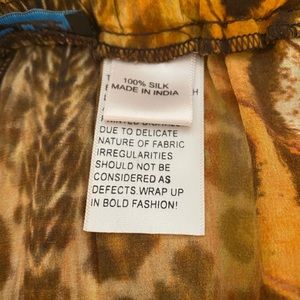 100% SILK
MADE IN INDIA
DUE TO DELICATE
NATURE OF FABRIC
IRREGULARITIES
SHOULD NOT BE
CONSIDERED AS
DEFECTS.WRAP UP
IN BOLD FASHION!